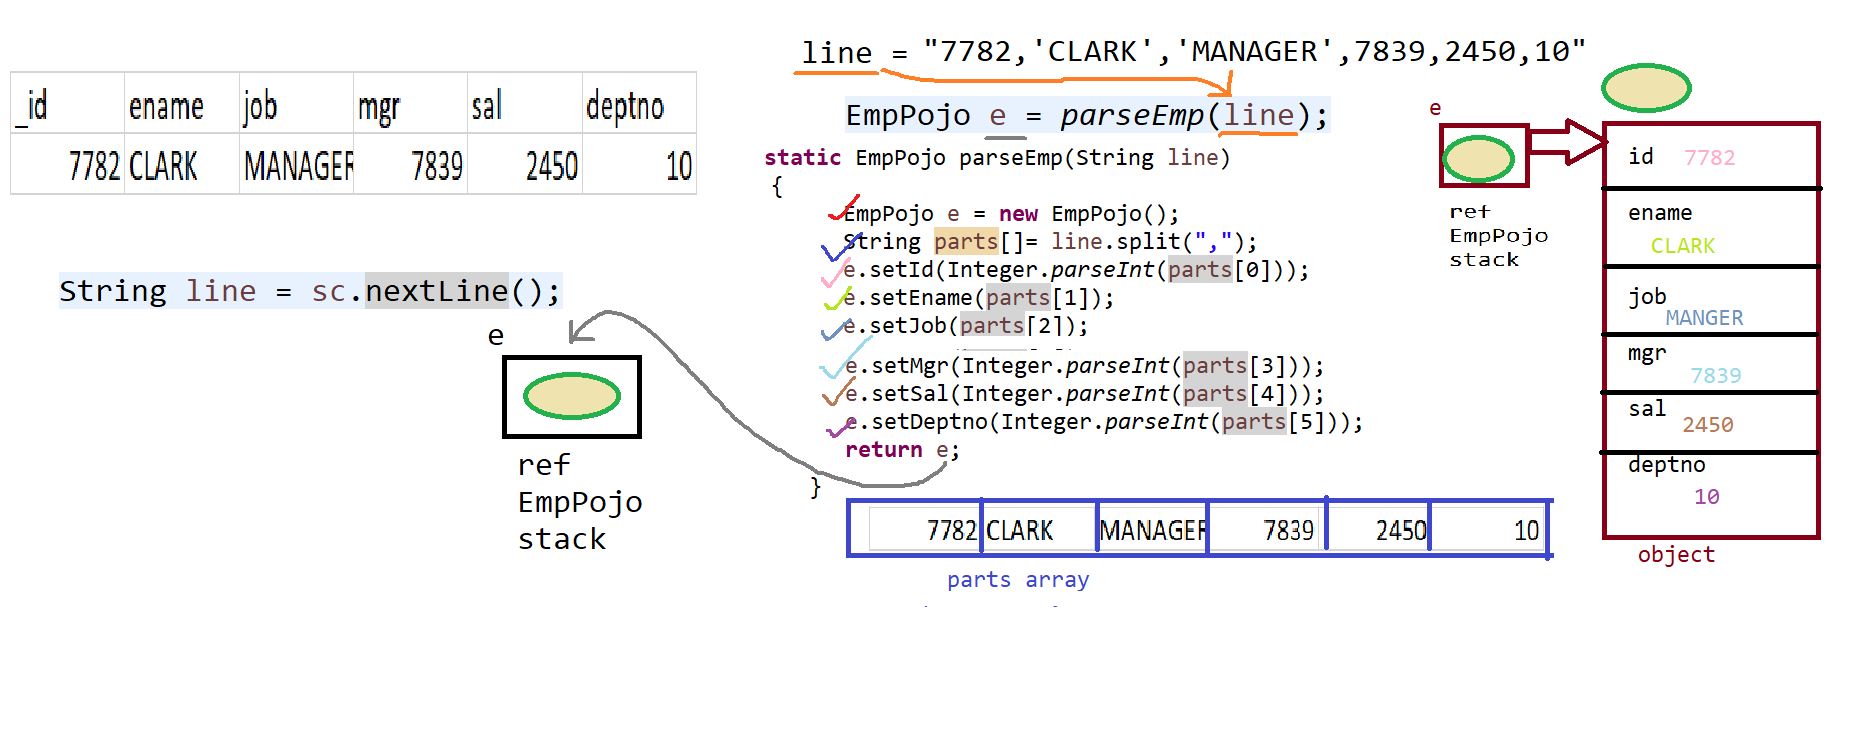 _id ename job mgr sal deptno
7782 CLARK MANAGER 7839 2450 10
String line = sc.nextLine();
e
ref
EmpPojo
stack
line = "7782,'CLARK','MANAGER',7839,2450,10"
EmpPojo e = parseEmp(line);
static EmpPojo parseEmp(String line)
{
EmpPojo e = new EmpPojo();
String parts[]= line.split(",");
e.setId(Integer.parseInt(parts[0]));
e.setEname(parts[1]);
e.setJob(parts[2]);
e.setMgr(Integer.parseInt(parts[3]));
e.setSal(Integer.parseInt(parts[4]));
e.setDeptno(Integer.parseInt(parts[5]));
return e;
}
7782 CLARK MANAGER 7839 2450 10
parts array
e
ref
EmpPojo
stack
id 7782
ename
CLARK
job
MANGER
mgr
7839
sal
2450
deptno
10
object